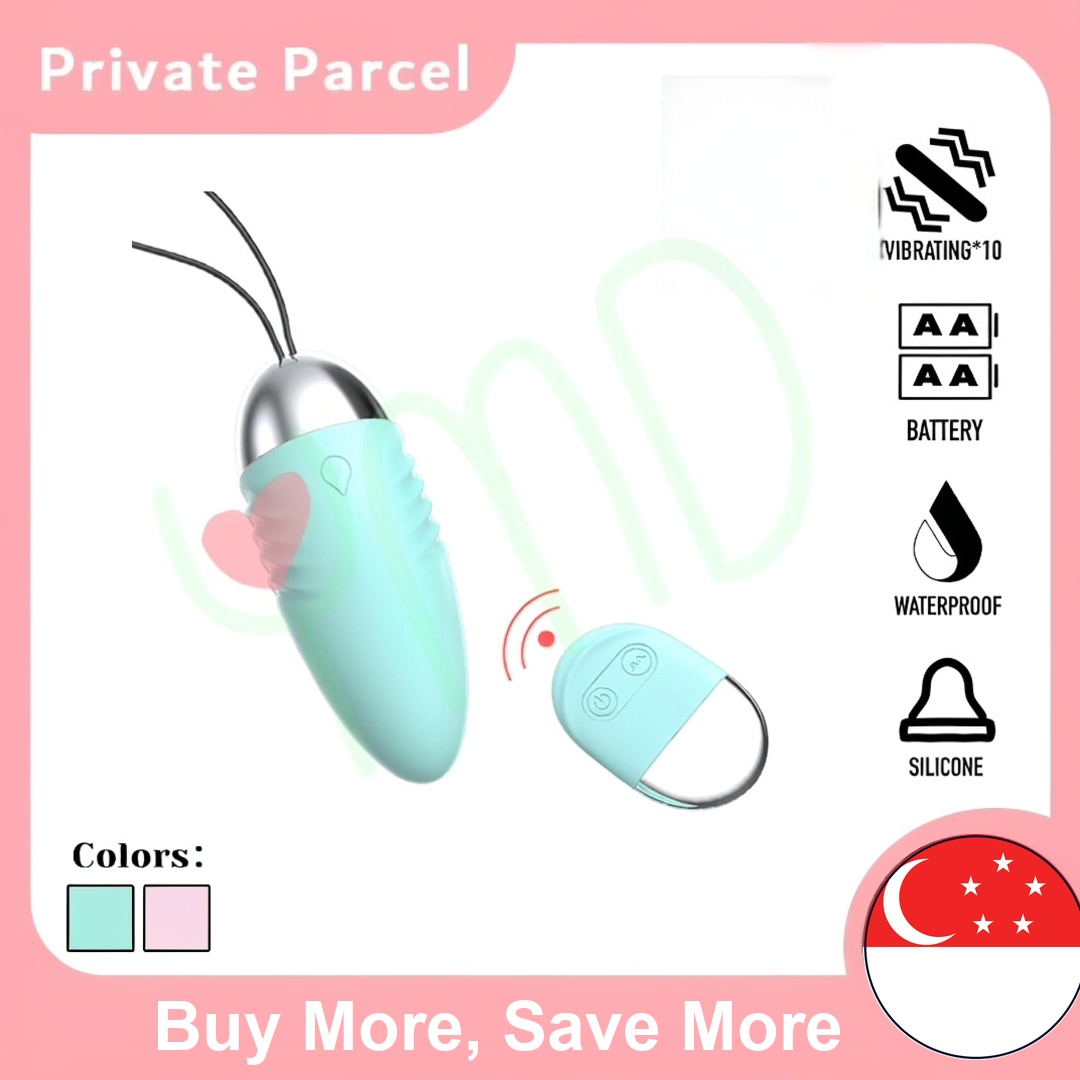 Private Parcel
VIBRATING*10
AA
AA
BATTERY
WATERPROOF
SILICONE
Colors:
Buy More, Save More